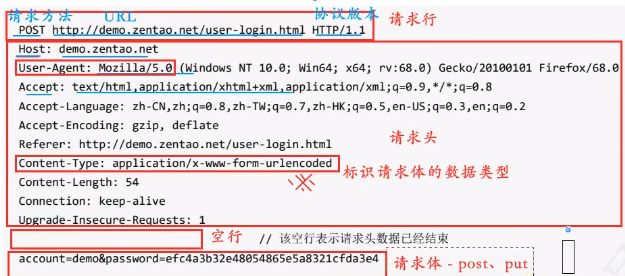 请求方法 URL 协议版本
POST http://demo.zentao.net/user-login.html HTTP/1.1 请求行
Host: demo.zentao.net
User-Agent: Mozilla/5.0 (Windows NT 10.0; Win64; x64; rv:68.0) Gecko/20100101 Firefox/68.0
Accept: text/html,application/xhtml+xml,application/xml;q=0.9,*/*;q=0.8
Accept-Language: zh-CN,zh;q=0.8,zh-TW;q=0.7,zh-HK;q=0.5,en-US;q=0.3,en;q=0.2
Accept-Encoding: gzip, deflate
Referer: http://demo.zentao.net/user-login.html 请求头
Content-Type: application/x-www-form-urlencoded 标识请求体的数据类型
Content-Length: 54
Connection: keep-alive
Upgrade-Insecure-Requests: 1
空行 // 该空行表示请求头数据已经结束
account=demo&password=efc4a3b32e48054865e5a8321cfda3e4 请求体 - post、put